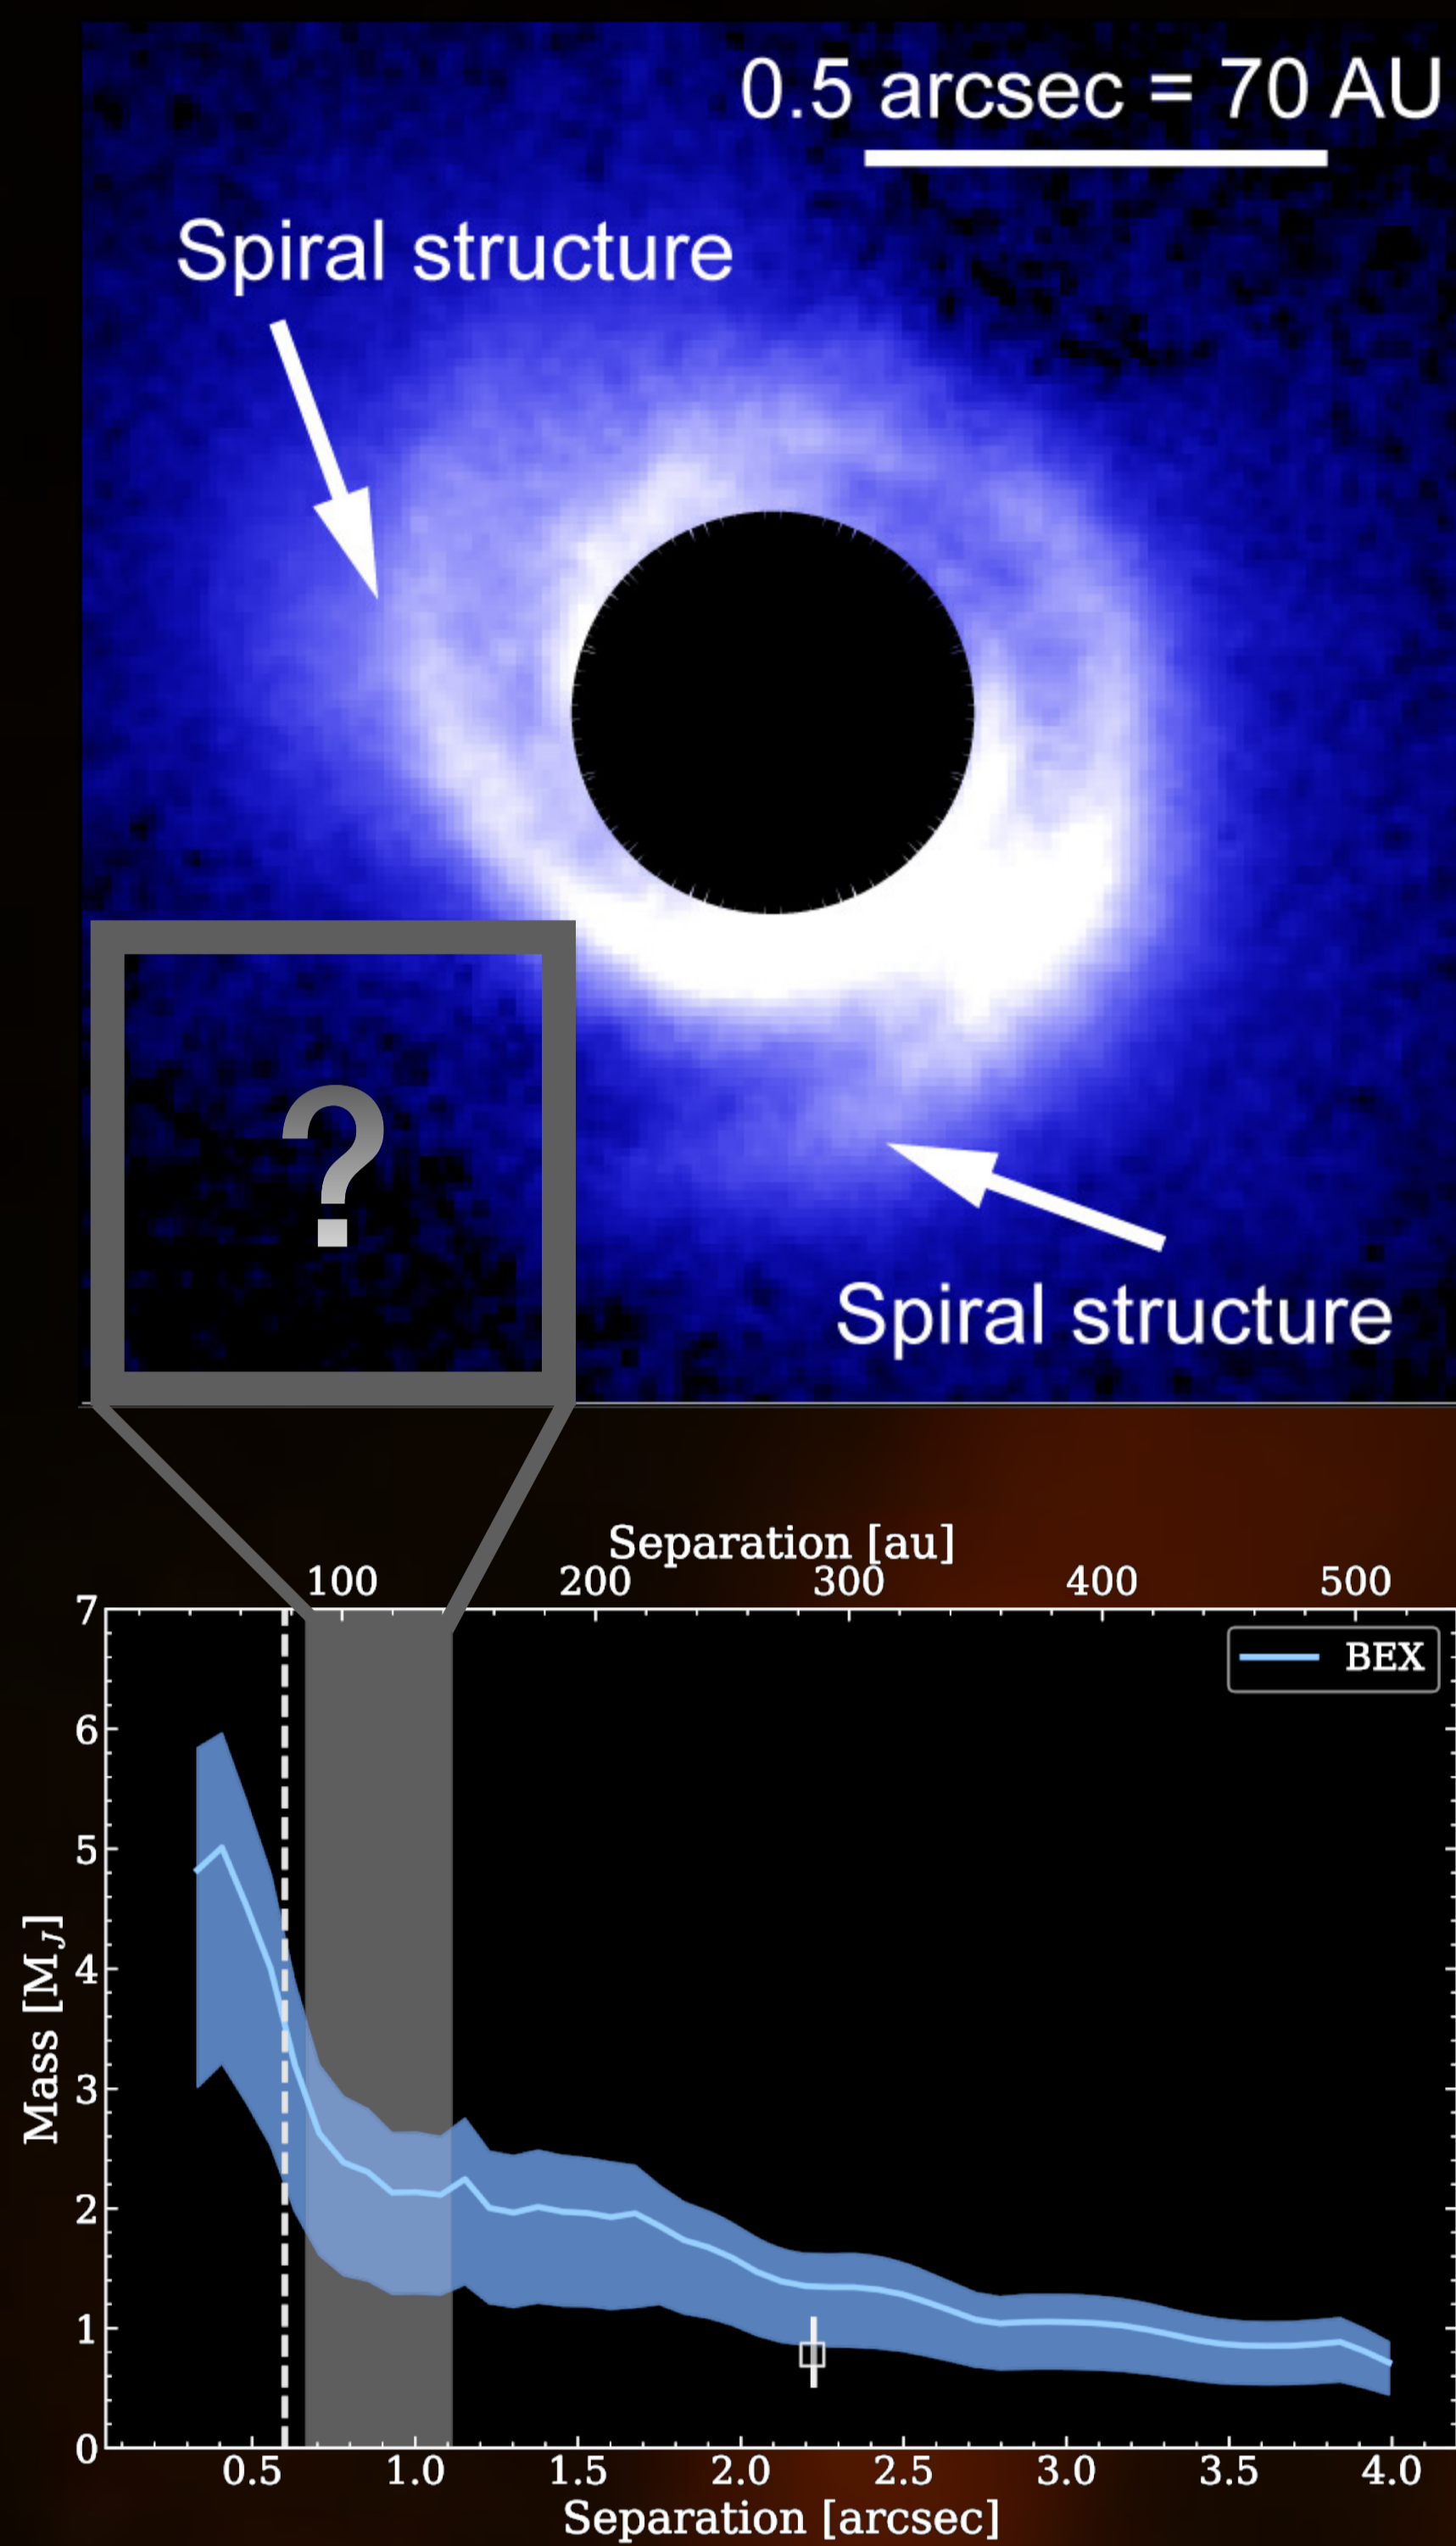 0.5 arcsec = 70 AU
Spiral structure
?
Spiral structure
Separation [au]
100 200 300 400 500
7
BEX
6
5
4
3
2
1
0
Mass [M_J]
0.5 1.0 1.5 2.0 2.5 3.0 3.5 4.0
Separation [arcsec]